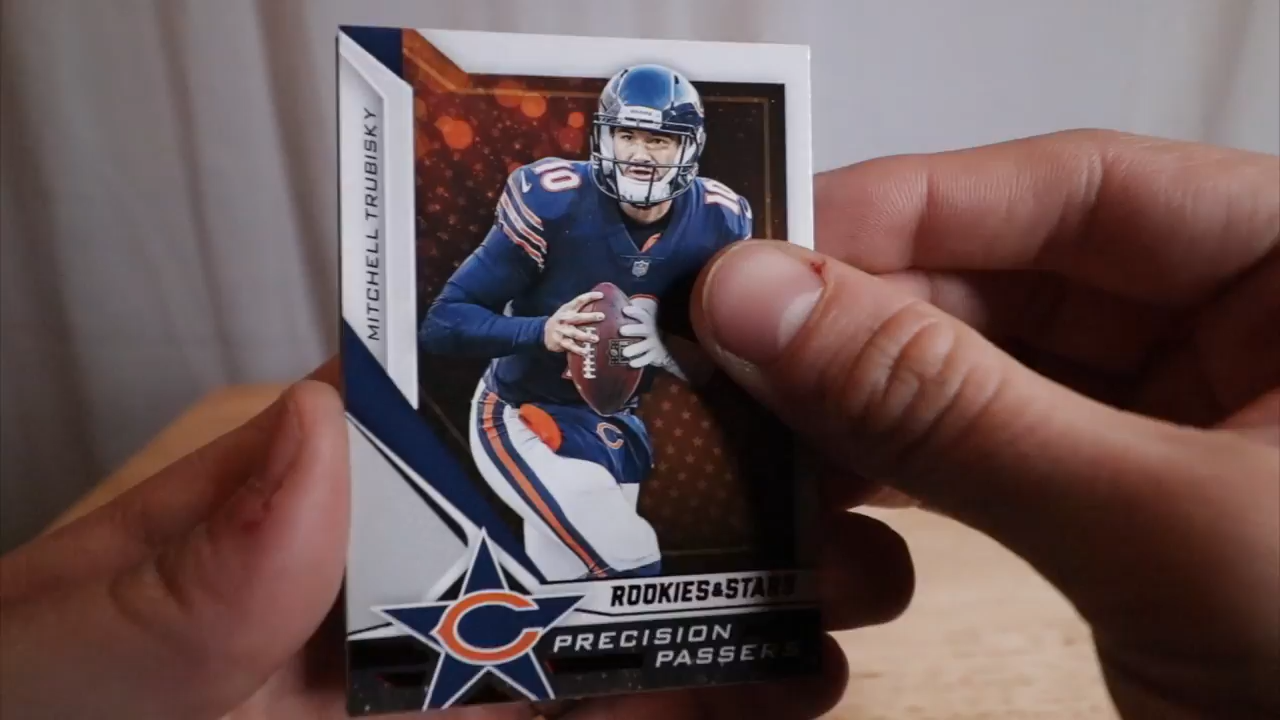 MITCHELL TRUBISKY
10
10
C
ROOKIES & STARS
PRECISION
PASSERS
C